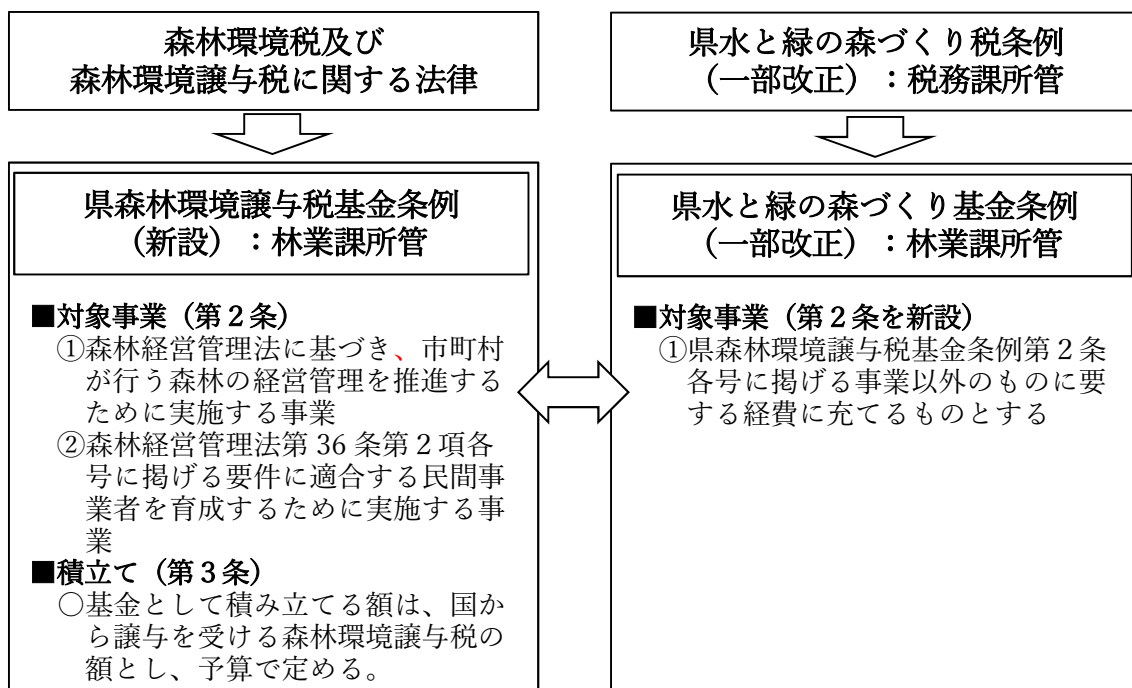 森林環境税及び
森林環境譲与税に関する法律
県森林環境譲与税基金条例
（新設）：林業課所管
■対象事業（第２条）
①森林経営管理法に基づき、市町村
が行う森林の経営管理を推進する
ために実施する事業
②森林経営管理法第 36 条第２項各
号に掲げる要件に適合する民間事
業者を育成するために実施する事
業
■積立て（第３条）
○基金として積み立てる額は、国か
ら譲与を受ける森林環境譲与税の
額とし、予算で定める。
県水と緑の森づくり税条例
（一部改正）：税務課所管
県水と緑の森づくり基金条例
（一部改正）：林業課所管
■対象事業（第２条を新設）
①県森林環境譲与税基金条例第２条
各号に掲げる事業以外のものに要
する経費に充てるものとする